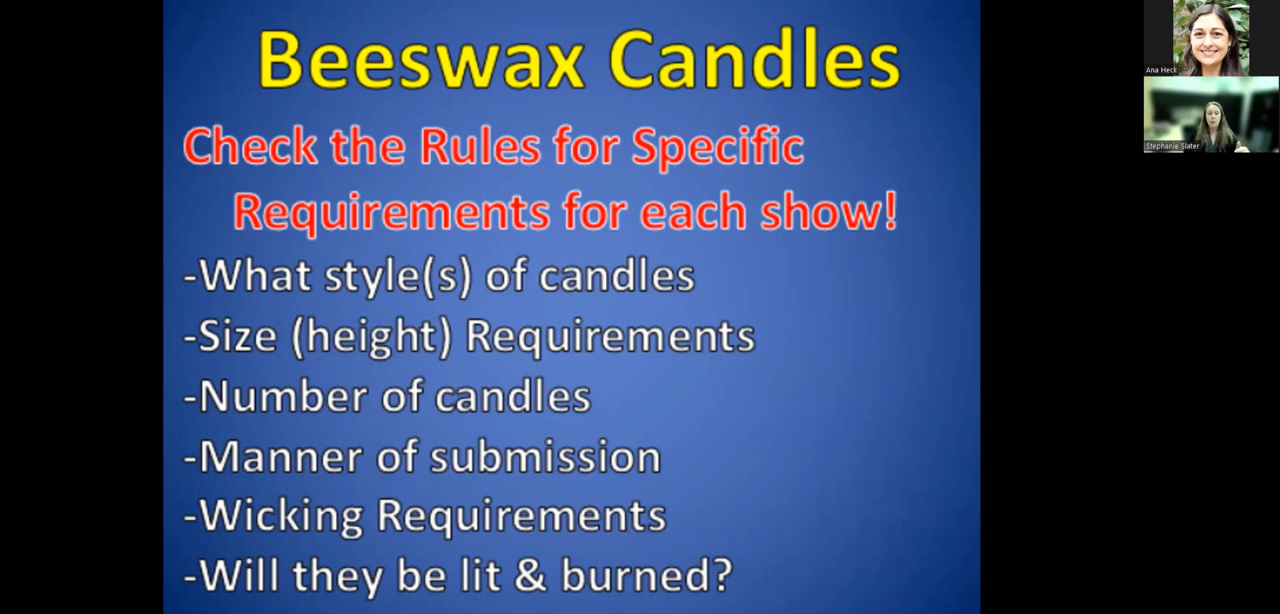 Beeswax Candles
Check the Rules for Specific
Requirements for each show!
-What style(s) of candles
-Size (height) Requirements
-Number of candles
-Manner of submission
-Wicking Requirements
-Will they be lit & burned?
Ana Heck
Stephanie Slater